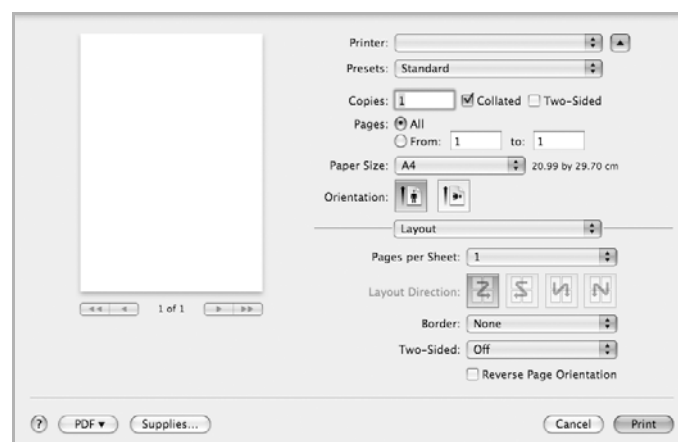 Printer:
Presets: Standard
Copies: 1 Collated Two-Sided
Pages: All
From: 1 to: 1
Paper Size: A4 20.99 by 29.70 cm
Orientation:
Layout
Pages per Sheet: 1
Layout Direction:
1 of 1
Border: None
Two-Sided: Off
Reverse Page Orientation
? PDF ▼ Supplies... Cancel Print